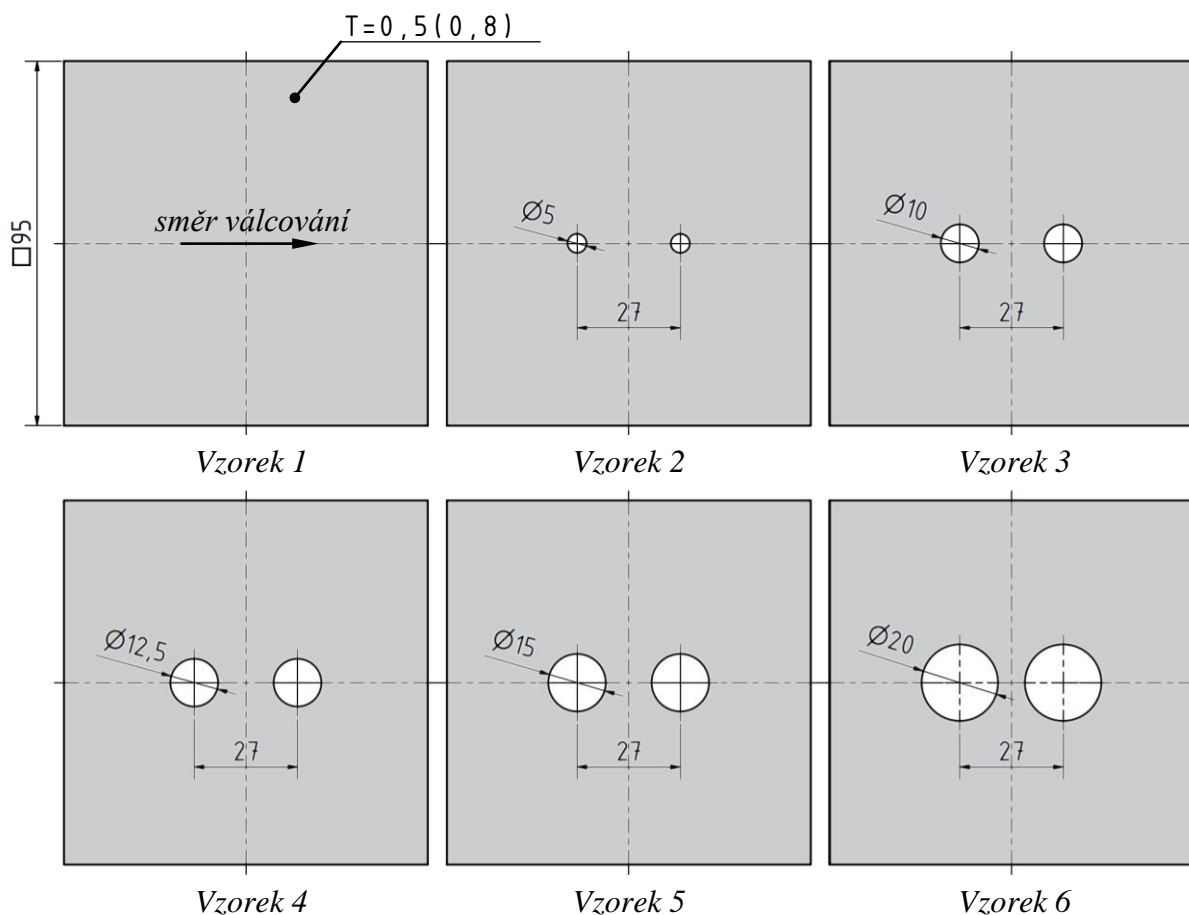 T=0,5(0,8)
□95
směr válcování
Ø5
27
Ø10
27
Vzorek 1
Vzorek 2
Vzorek 3
Ø12,5
27
Ø15
27
Ø20
27
Vzorek 4
Vzorek 5
Vzorek 6